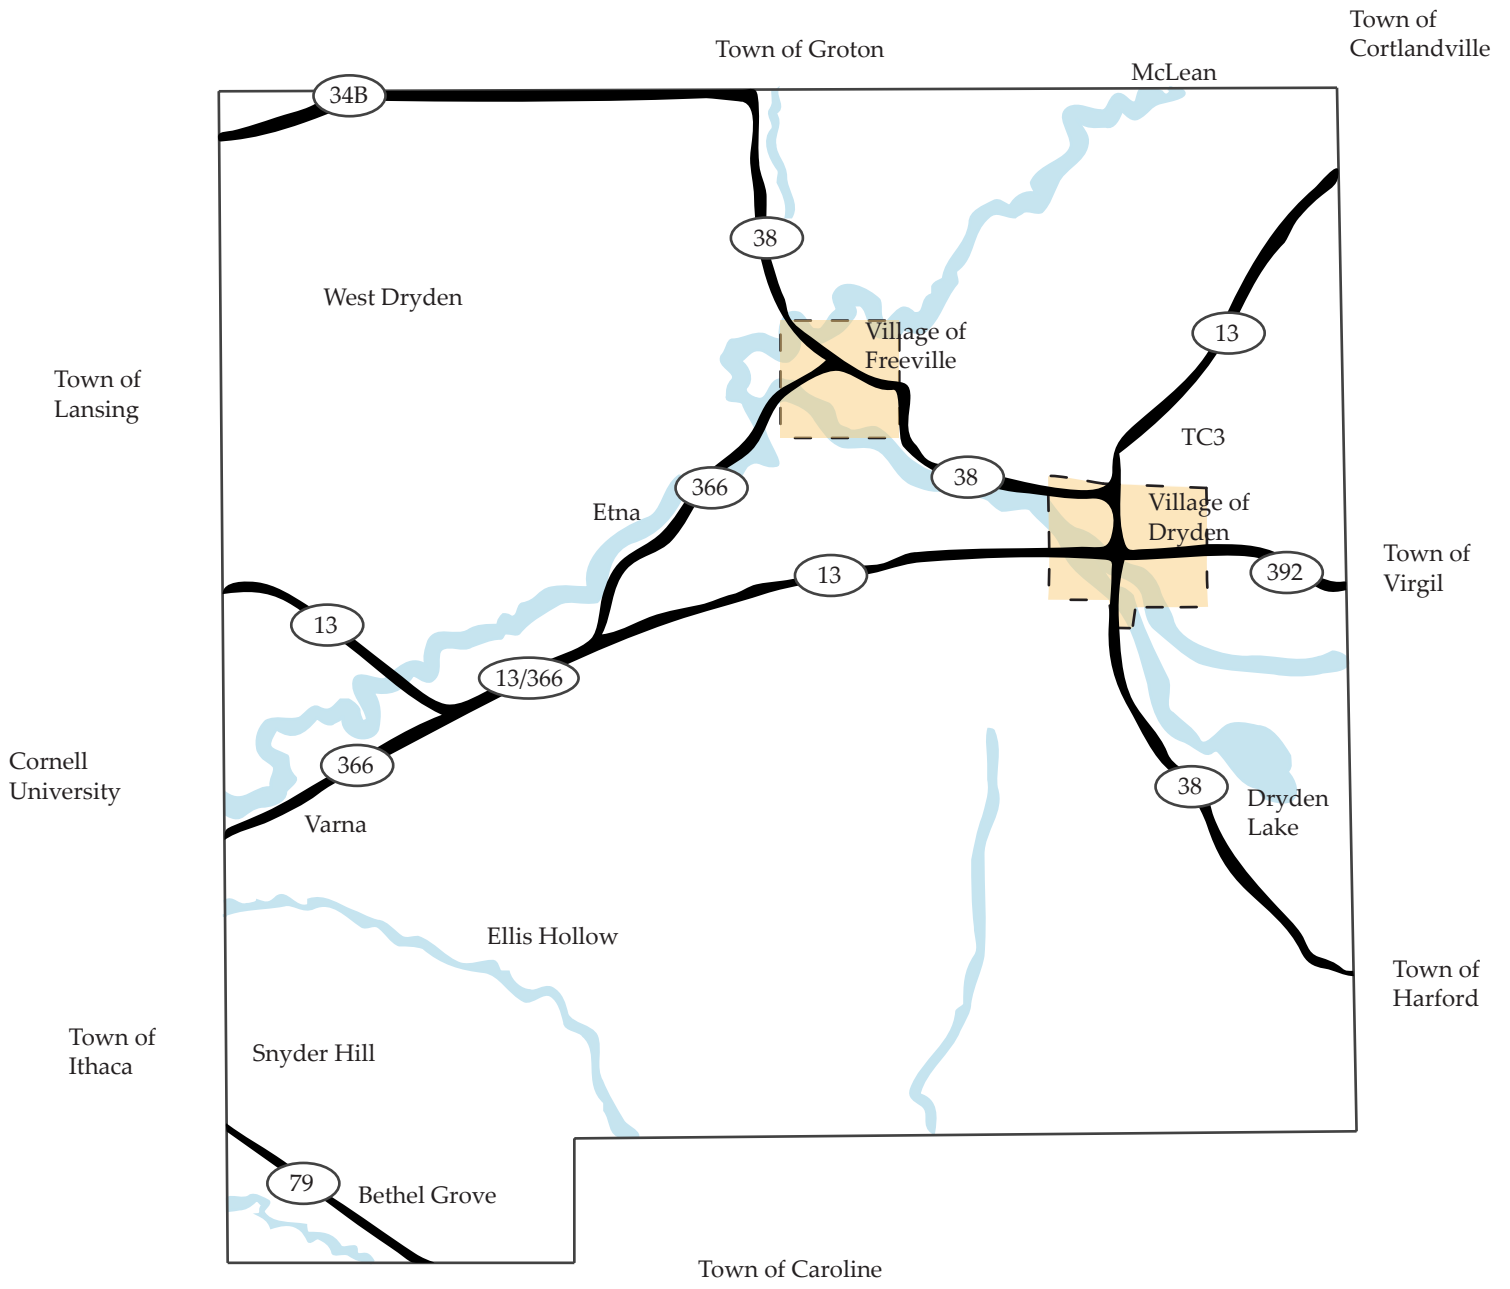 Town of
Cortlandville
Town of Groton
McLean
34B
38
West Dryden
13
Village of
Freeville
Town of
Lansing
TC3
38
366
Village of
Dryden
Etna
13
392
Town of
Virgil
13
13/366
366
Cornell
University
38
Dryden
Lake
Varna
Ellis Hollow
Town of
Harford
Town of
Ithaca
Snyder Hill
79
Bethel Grove
Town of Caroline